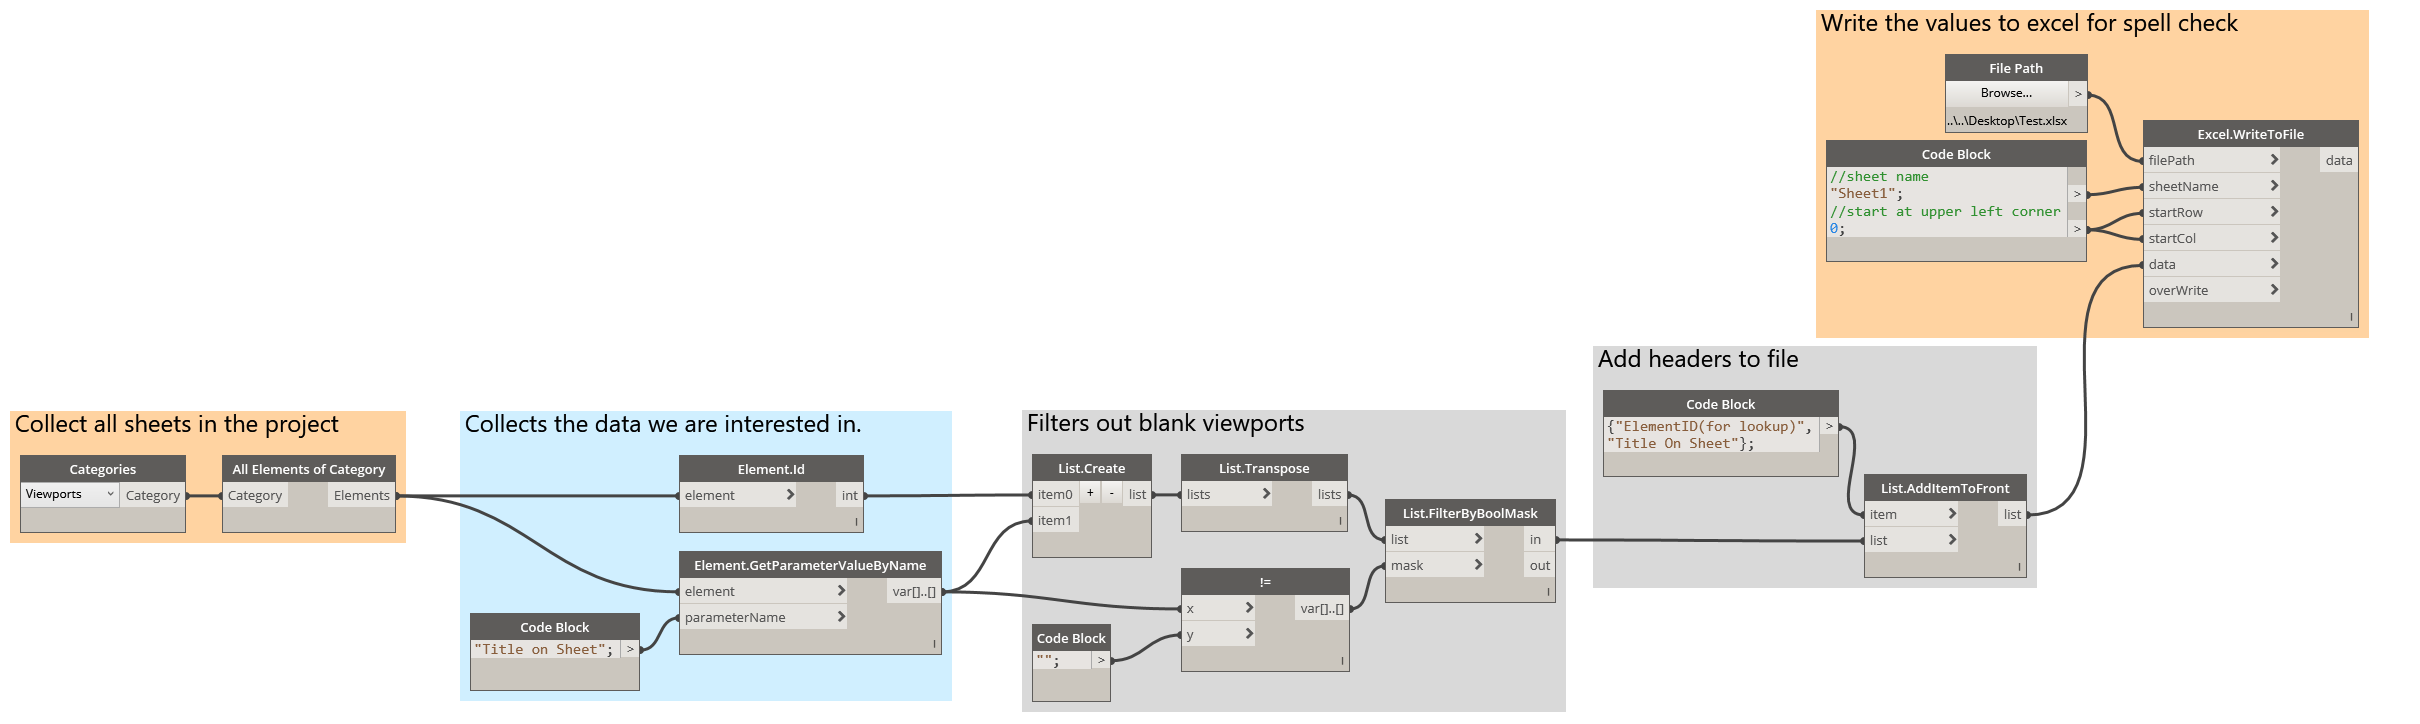 Write the values to excel for spell check
File Path
Browse... >
..\..\Desktop\Test.xlsx
Code Block
//sheet name
"Sheet1"; >
//start at upper left corner
0; >
Excel.WriteToFile
filePath > data
sheetName >
startRow >
startCol >
data >
overWrite >
l
Add headers to file
Code Block
{"ElementID(for lookup)", >
"Title On Sheet"};
List.AddItemToFront
item > list
list >
l
Collect all sheets in the project
Categories
Viewports Category
All Elements of Category
Category Elements
Collects the data we are interested in.
Element.Id
element > int
l
Element.GetParameterValueByName
element > var[]..[]
parameterName >
l
Code Block
"Title on Sheet"; >
Filters out blank viewports
List.Create
item0 + - list
item1
List.Transpose
lists > lists
l
List.FilterByBoolMask
list > in
mask > out
l
!=
x > var[]..[]
y >
l
Code Block
""; >